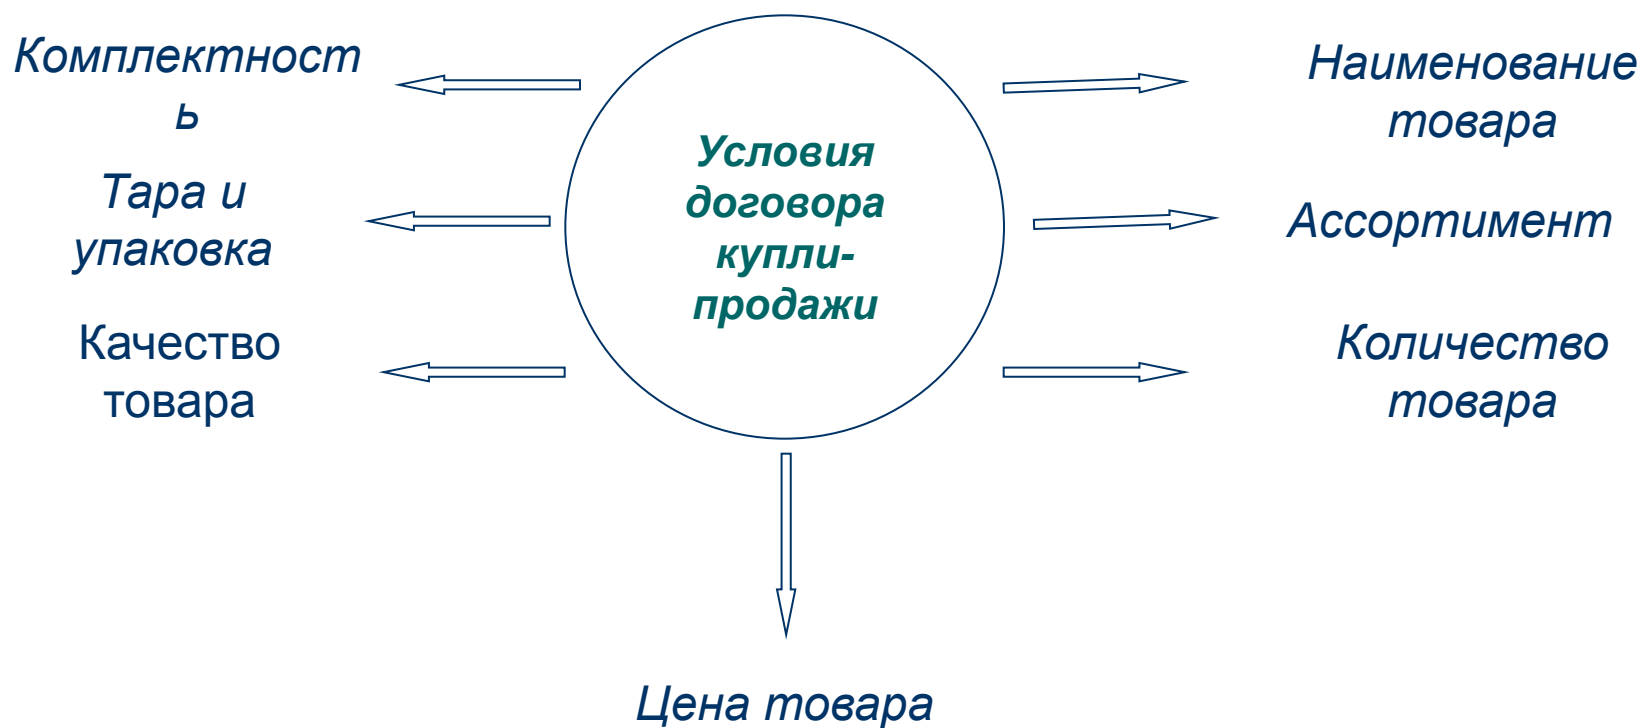 Комплектност
ь
Тара и
упаковка
Качество
товара
Условия
договора
купли-
продажи
Наименование
товара
Ассортимент
Количество
товара
Цена товара